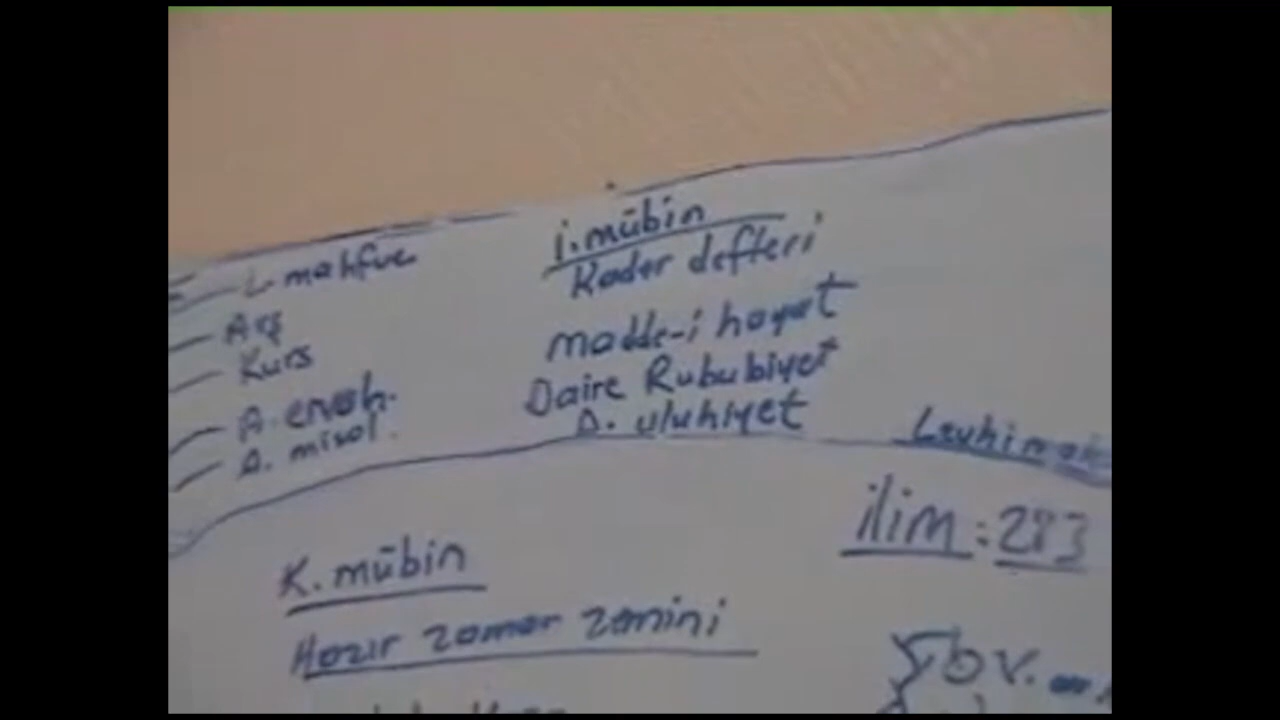 L. mahfuz
Arş
Kürs
A. ervah.
A. misal.
i. mübin
Kader defteri
madde-i hayat
Daire Rububiyet
D. uluhiyet
Levhi
ilim: 283
K. mübin
Hazır zaman zemini